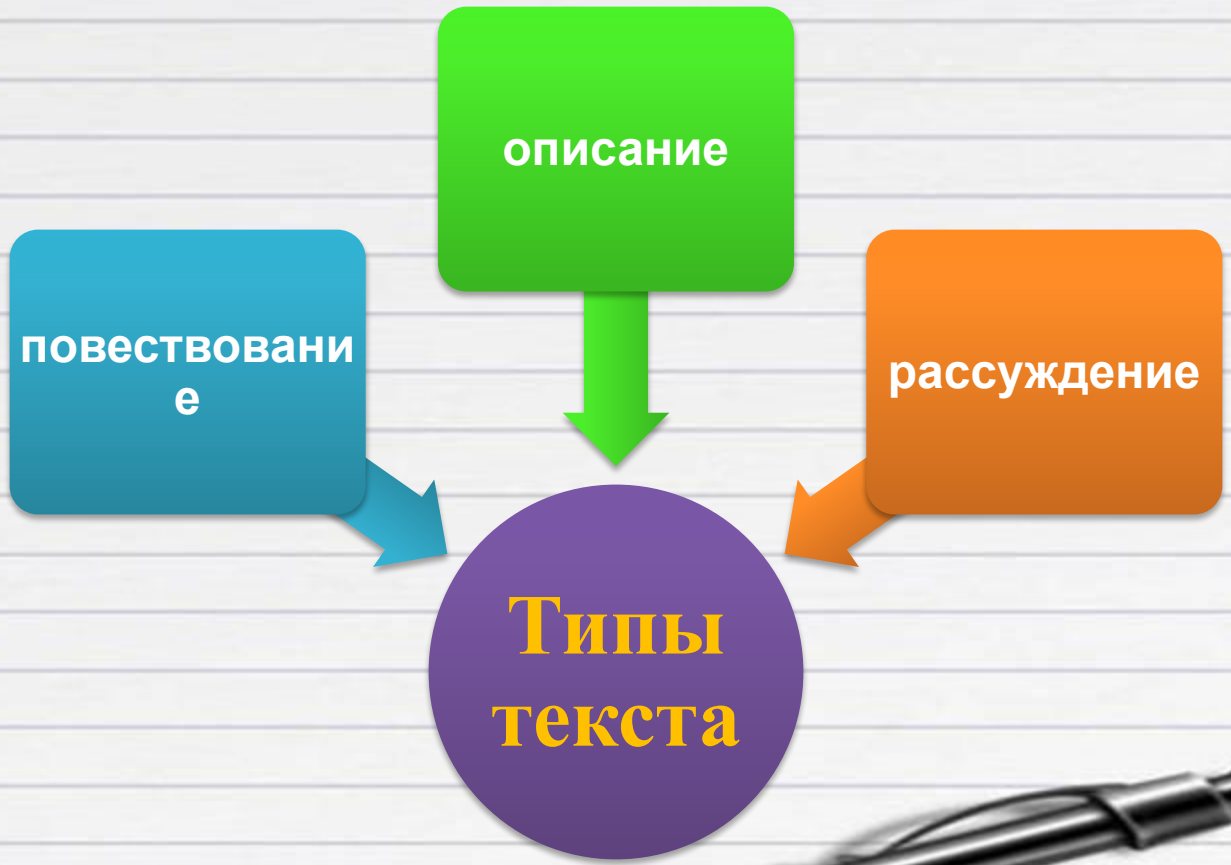 описание
повествовани
е
рассуждение
Типы
текста